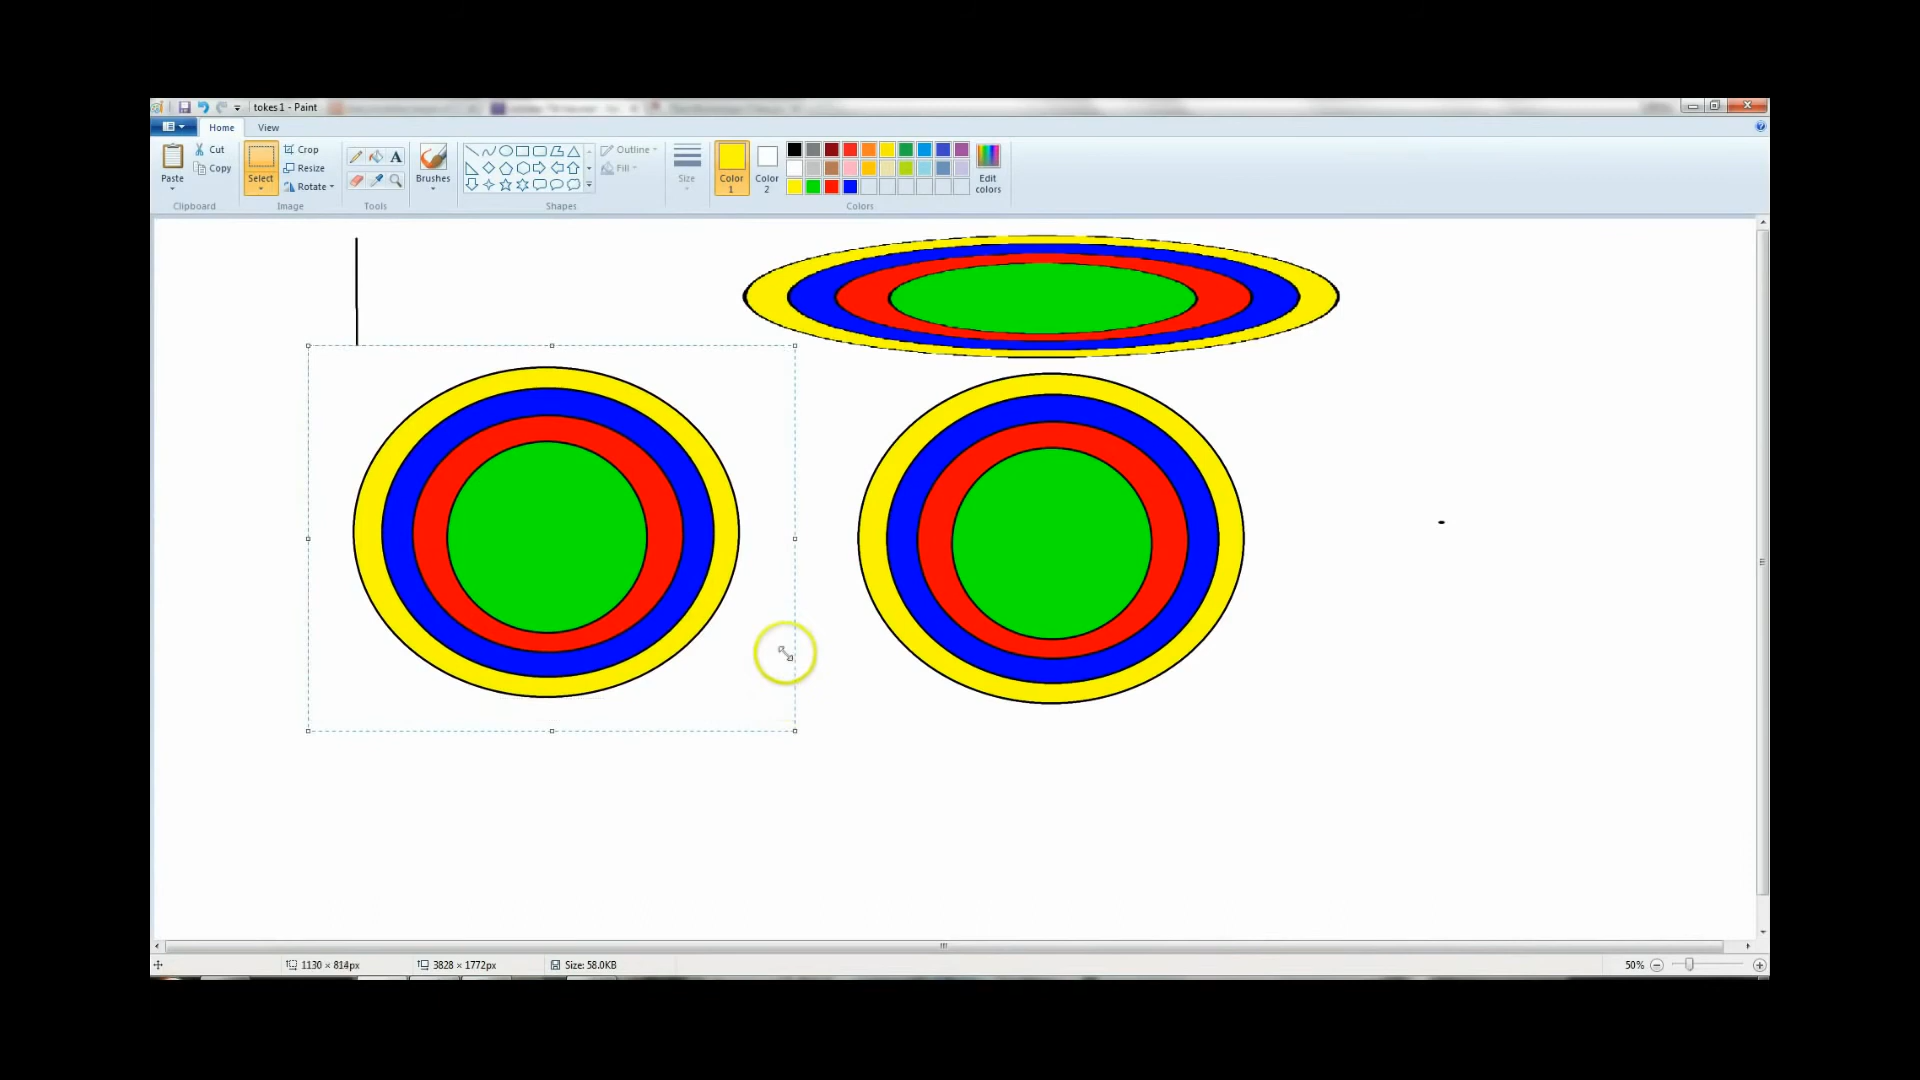 tokes1 - Paint
Home View
Paste
Cut
Copy
Clipboard
Select
Crop
Resize
Rotate
Image
A
Tools
Brushes
Shapes
Outline
Fill
Size
Color 1
Color 2
Edit colors
Colors
1130 × 814px
3828 × 1772px
Size: 58.0KB
50%